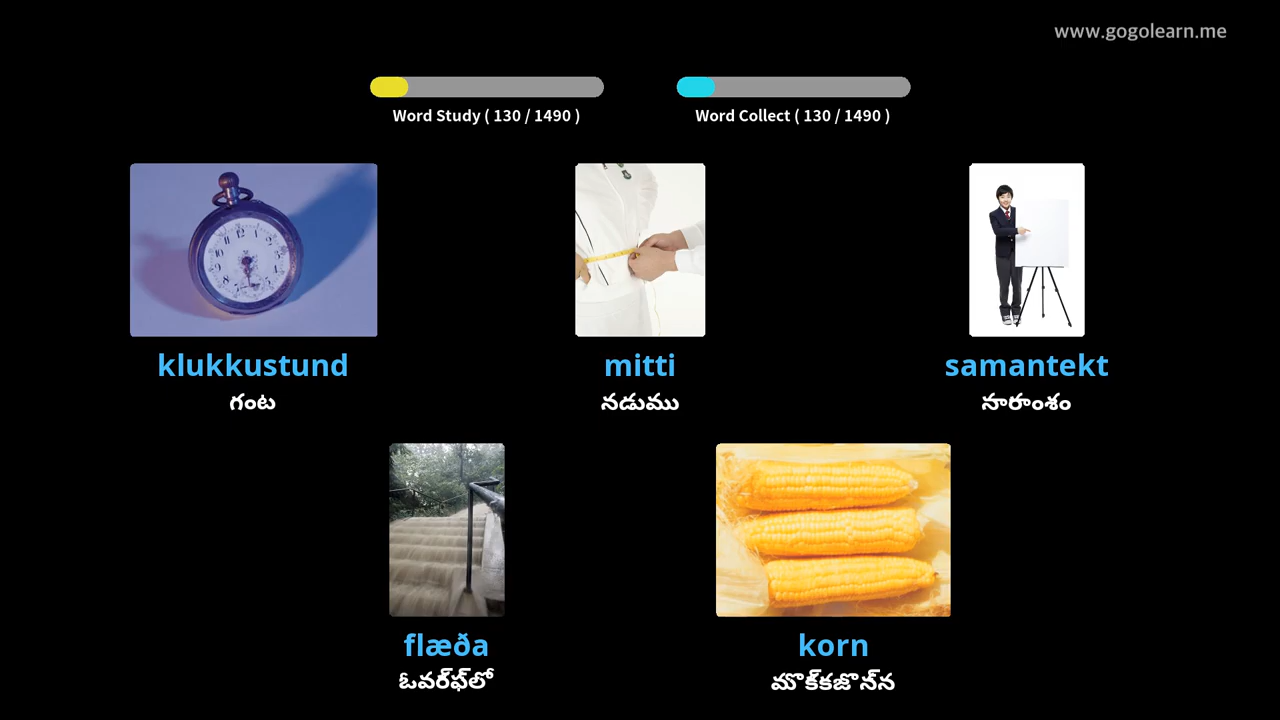 www.gogolearn.me
Word Study ( 130 / 1490 )
Word Collect ( 130 / 1490 )
klukkustund
గంట
mitti
నడుము
samantekt
సారాంశం
flæða
ఓవర్‌ఫ్‌లో
korn
మొక్‌కజొన్‌న